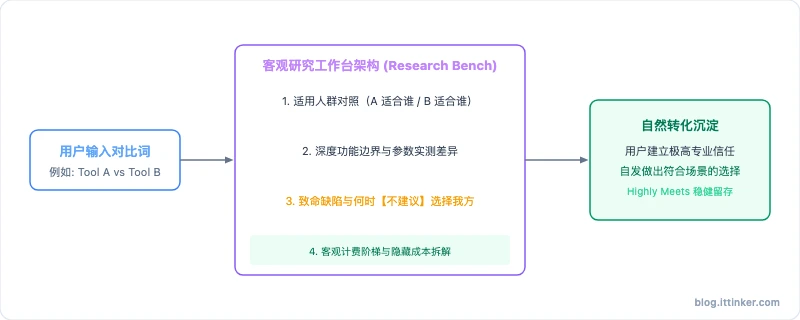 客观研究工作台架构 (Research Bench)
1. 适用人群对照（A 适合谁 / B 适合谁）
2. 深度功能边界与参数实测差异
3. 致命缺陷与何时【不建议】选择我方
4. 客观计费阶梯与隐藏成本拆解
用户输入对比词
例如: Tool A vs Tool B
自然转化沉淀
用户建立极高专业信任
自发做出符合场景的选择
Highly Meets 稳健留存
blog.ittinker.com